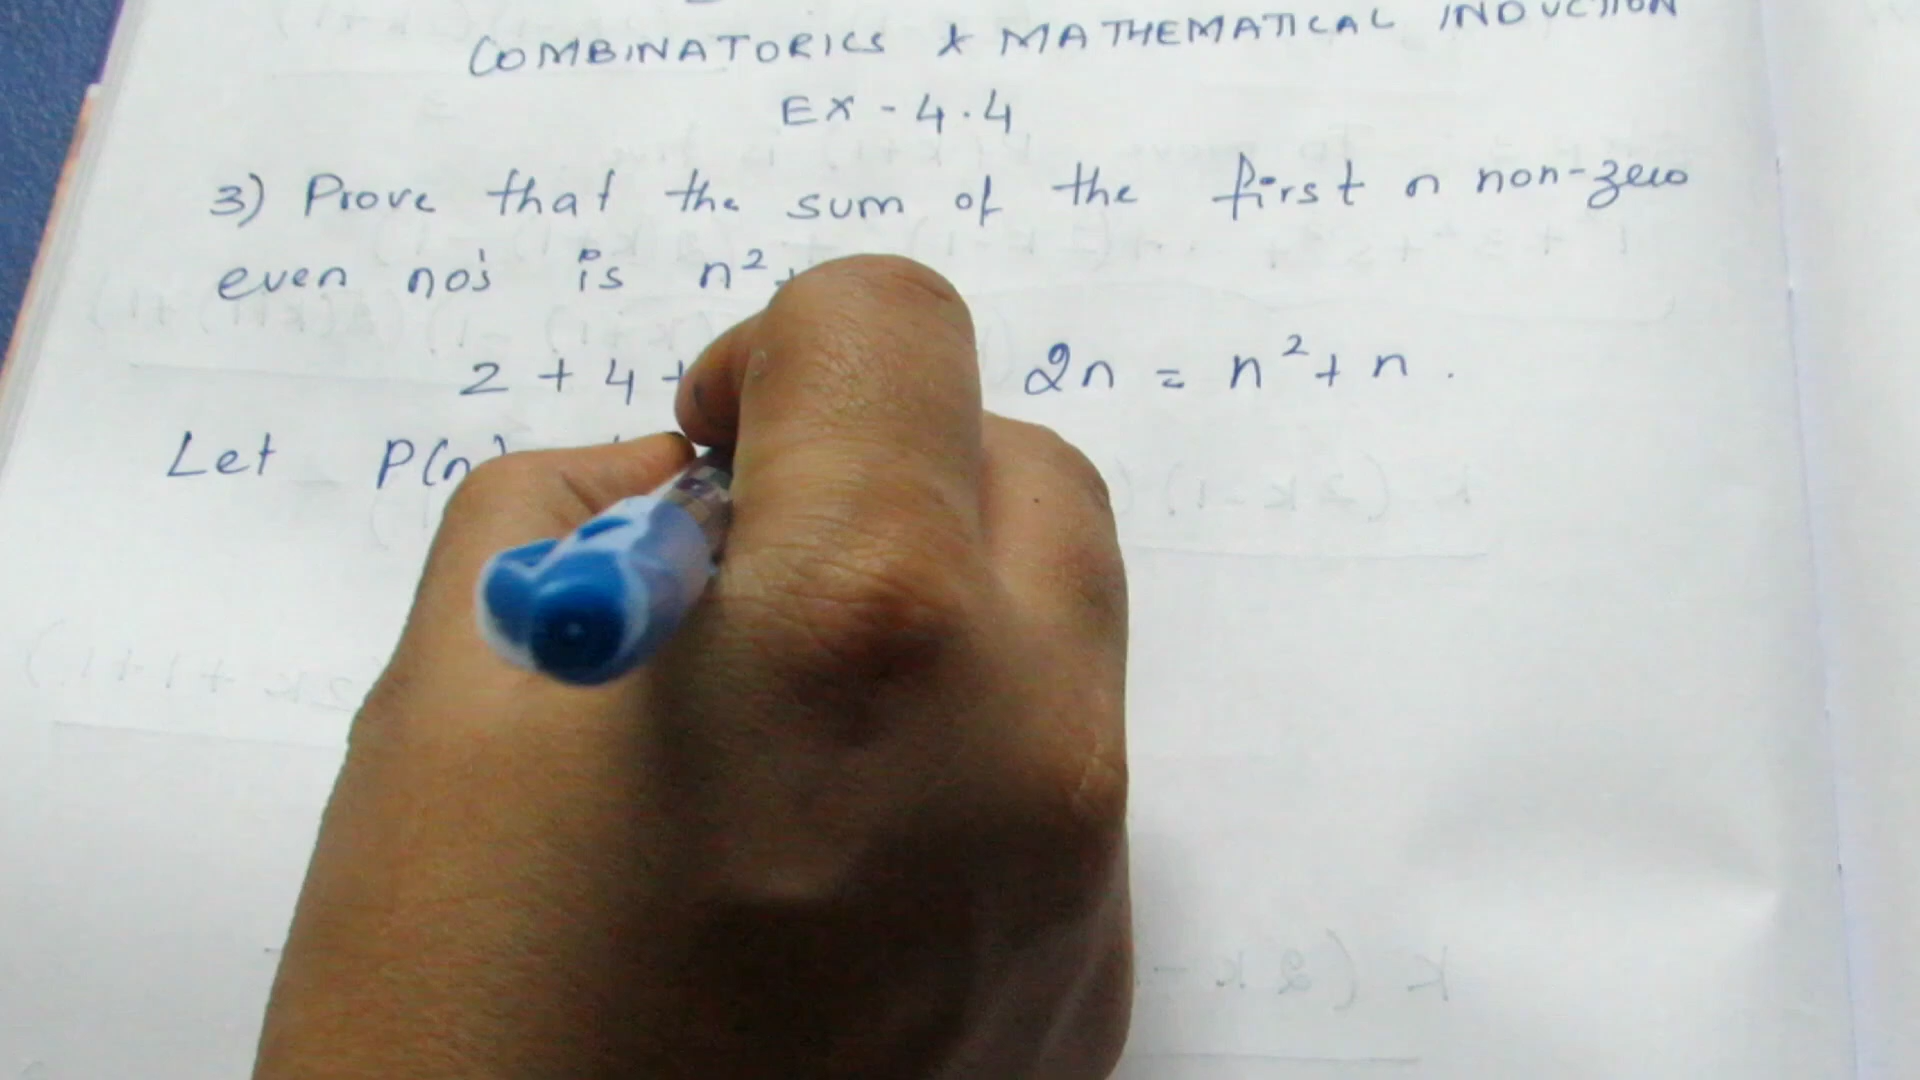 COMBINATORICS & MATHEMATICAL INDUCTION
EX - 4.4
3) Prove that the sum of the first n non-zero
even no's is n²+
2 + 4 + 2n = n² + n .
Let P(n)